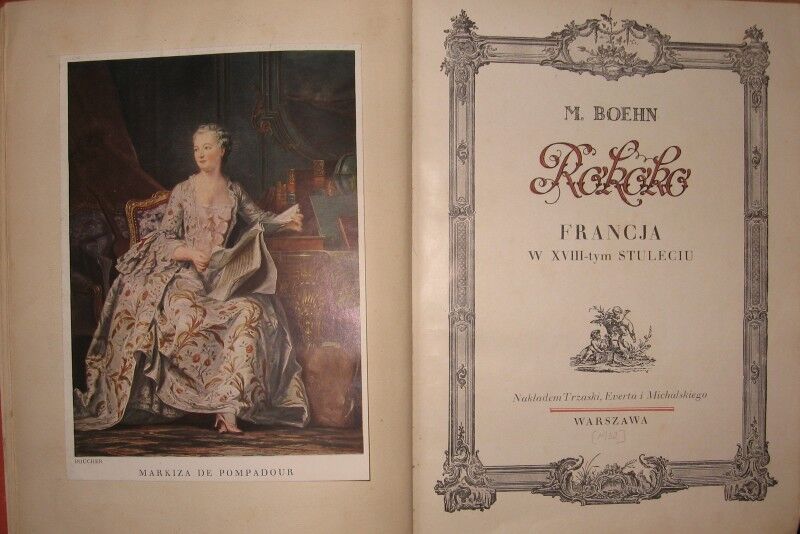 BOUCHER
MARKIZA DE POMPADOUR
M. BOEHN
Rokoko
FRANCJA
W XVIII-tym STULECIU
Nakładem Trzaski, Everta i Michalskiego
WARSZAWA